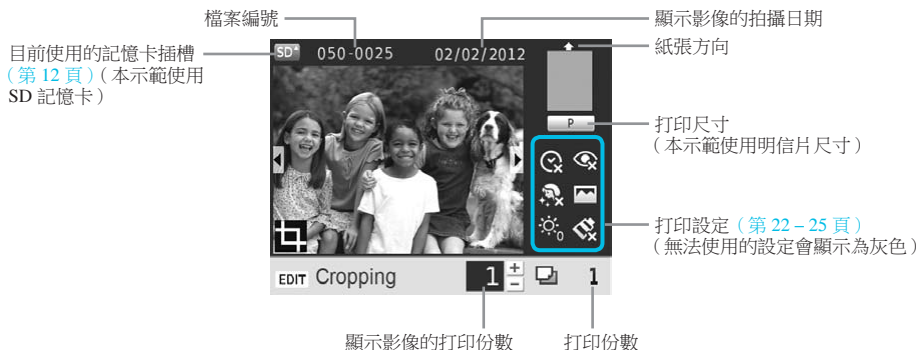 檔案編號
顯示影像的拍攝日期
目前使用的記憶卡插槽
（第 12 頁）（本示範使用
SD 記憶卡）
SD
050-0025
02/02/2012
紙張方向
P
打印尺寸
（本示範使用明信片尺寸）
0
打印設定（第 22 – 25 頁）
（無法使用的設定會顯示為灰色）
EDIT Cropping
1
+
−
1
顯示影像的打印份數
打印份數